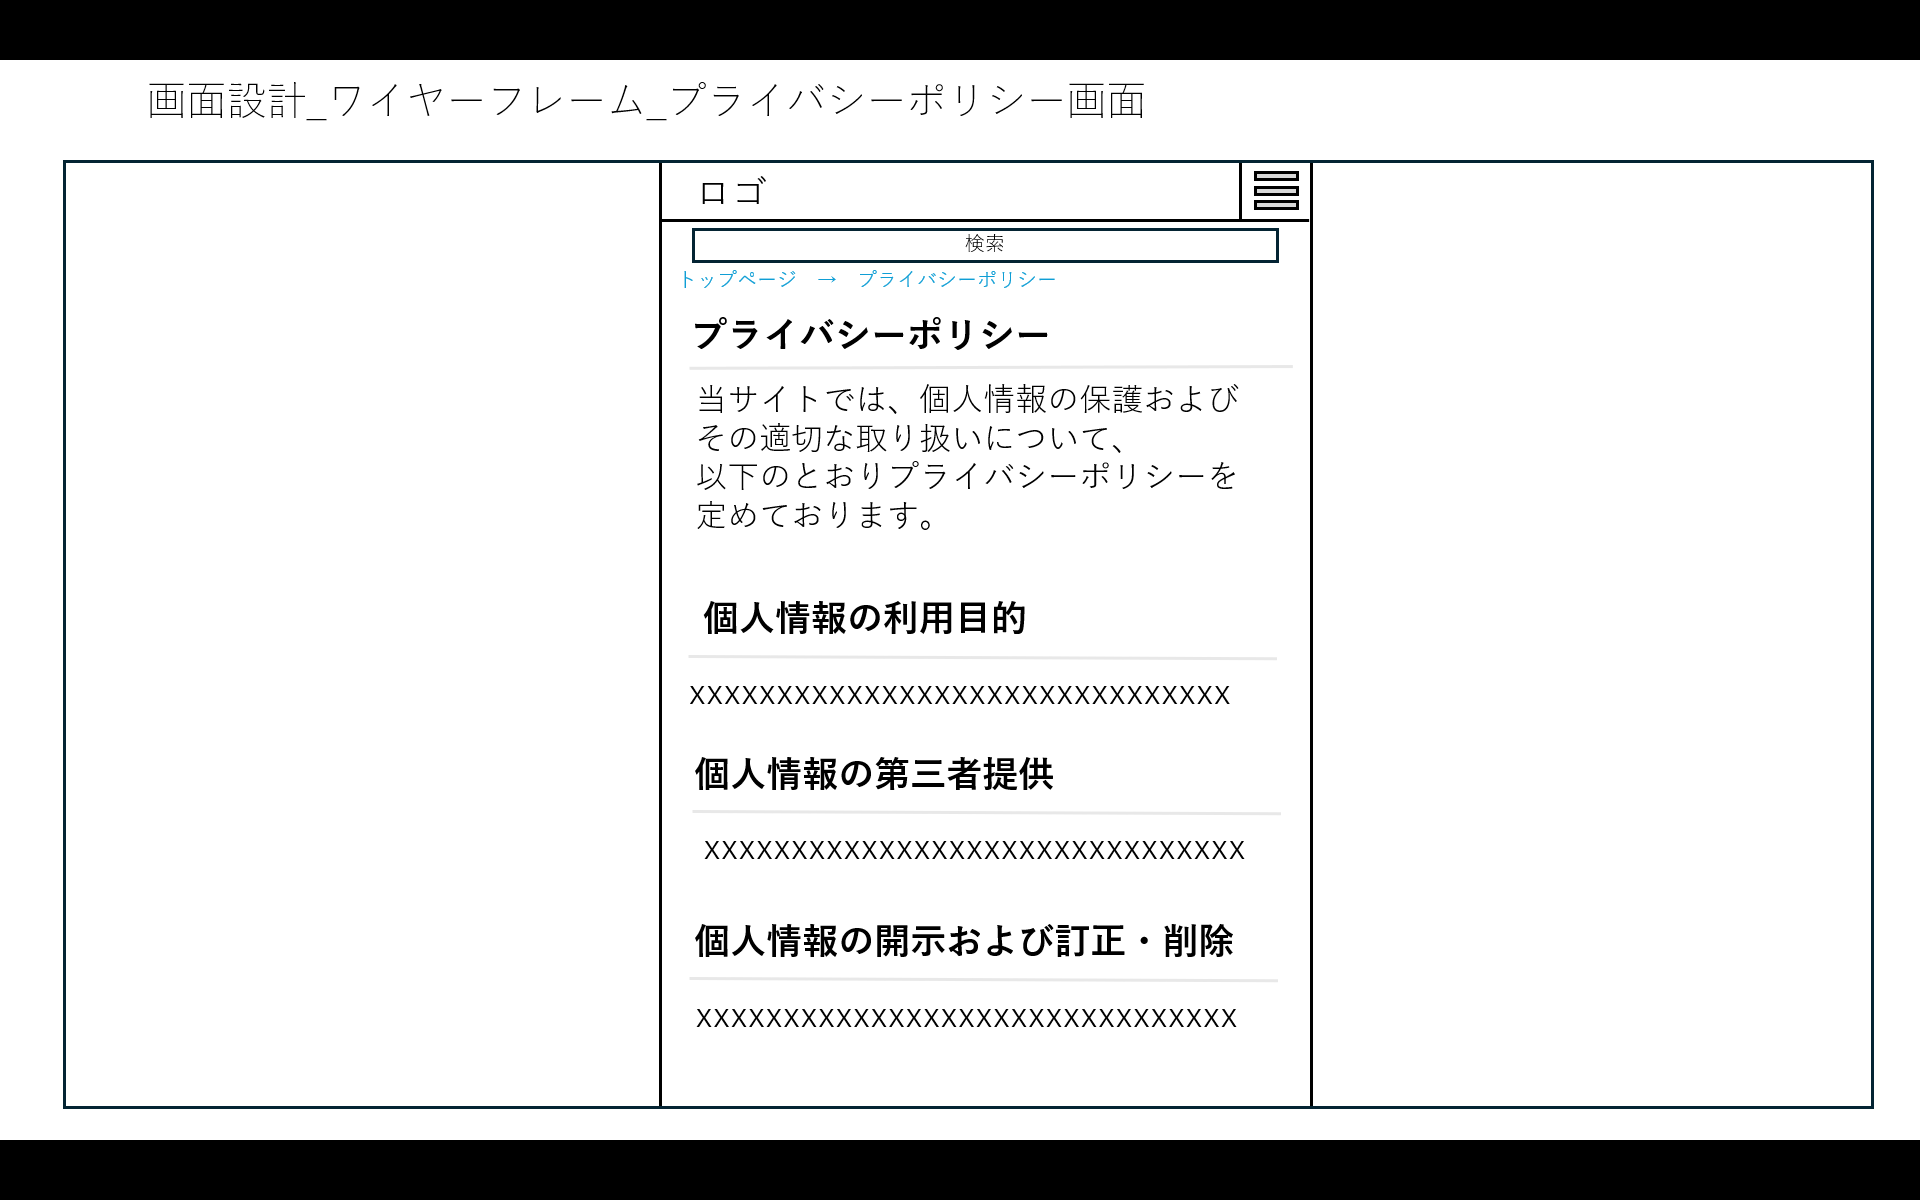 画面設計_ワイヤーフレーム_プライバシーポリシー画面
ロゴ
検索
トップページ　→　プライバシーポリシー
プライバシーポリシー
当サイトでは、個人情報の保護および
その適切な取り扱いについて、
以下のとおりプライバシーポリシーを
定めております。
個人情報の利用目的
XXXXXXXXXXXXXXXXXXXXXXXXXXXXXXX
個人情報の第三者提供
XXXXXXXXXXXXXXXXXXXXXXXXXXXXXXX
個人情報の開示および訂正・削除
XXXXXXXXXXXXXXXXXXXXXXXXXXXXXXX